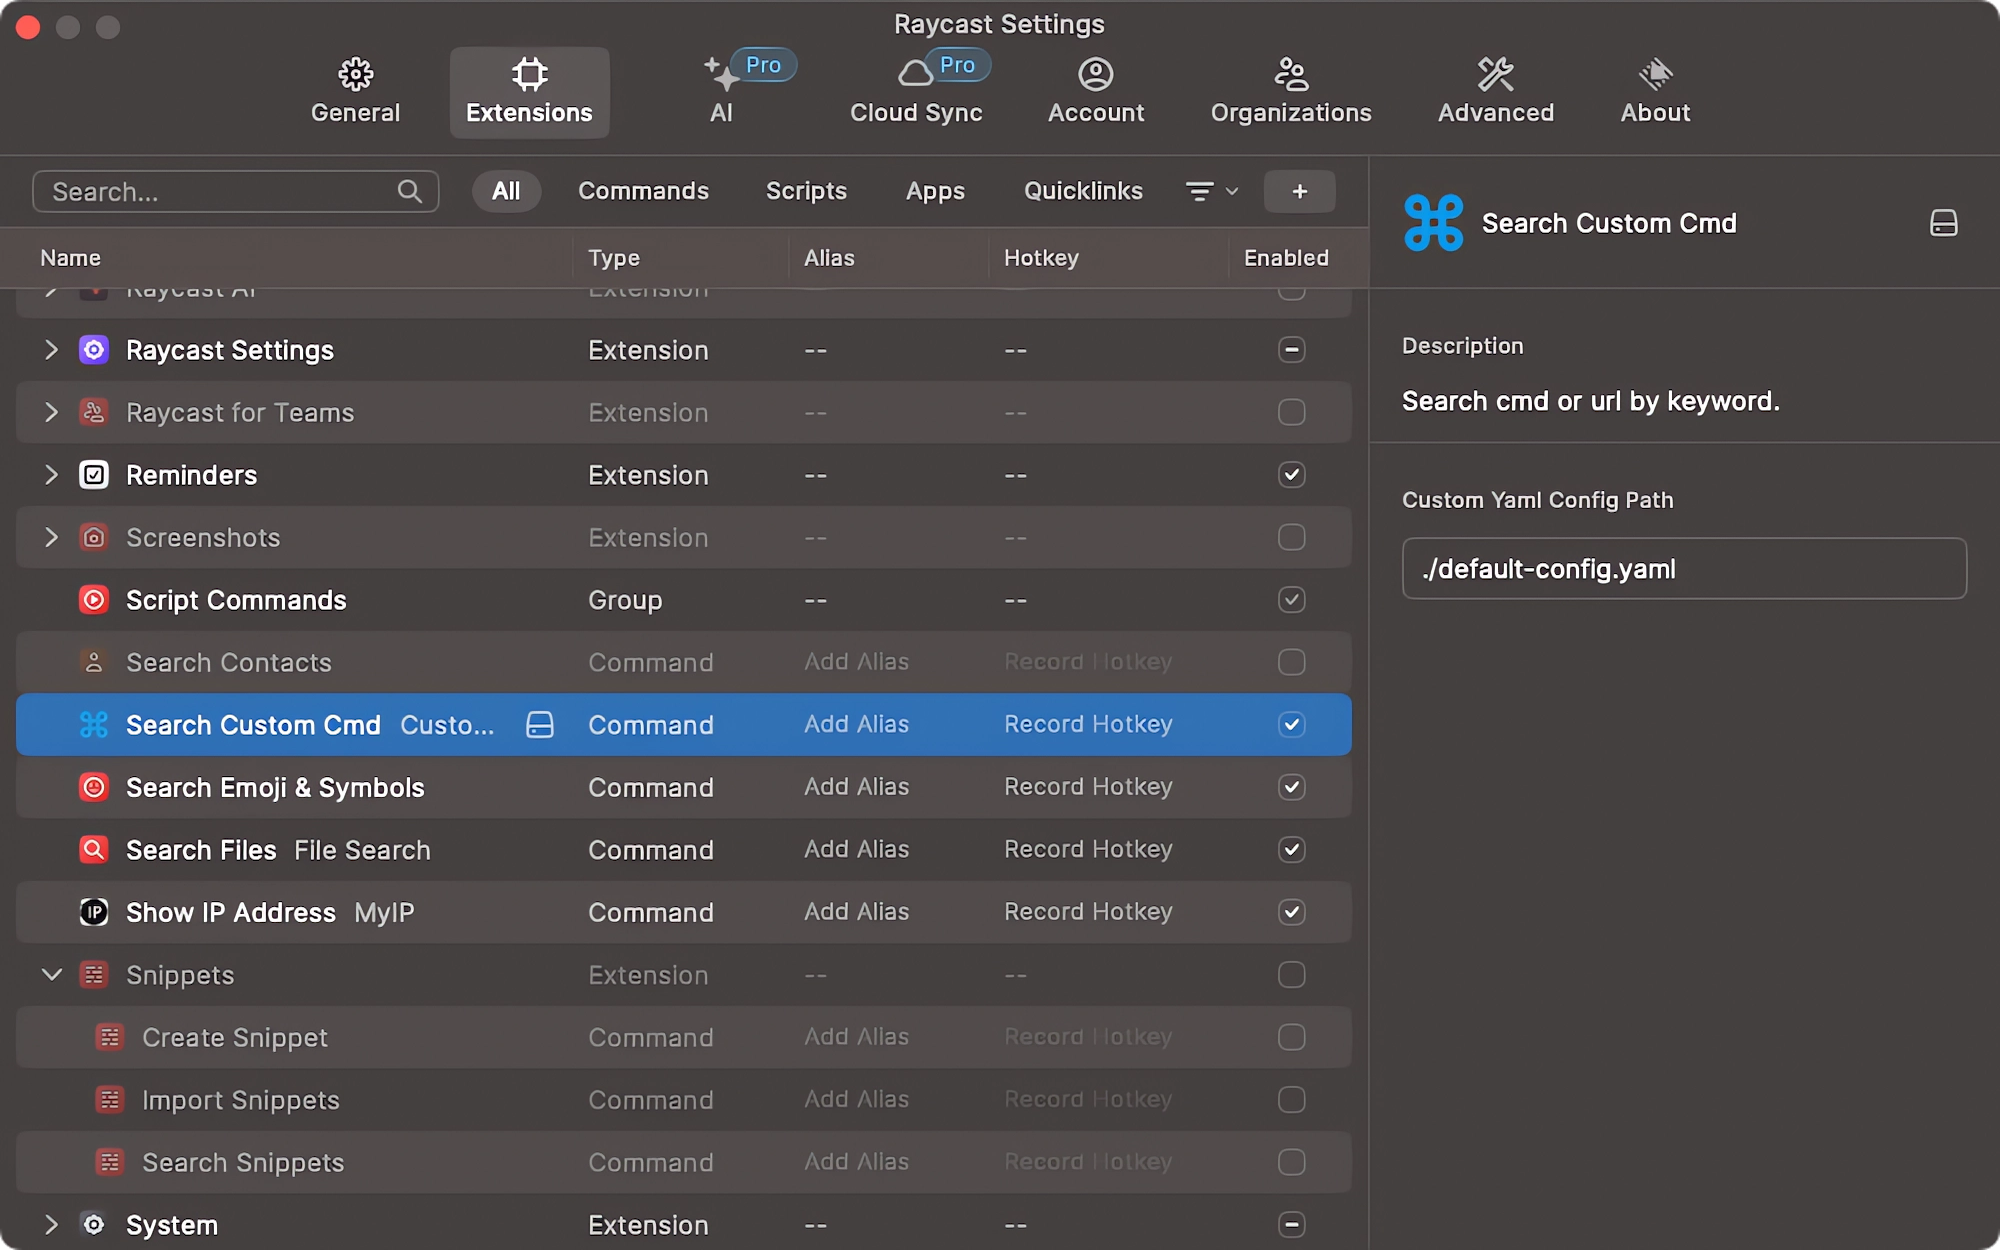 Raycast Settings
General
Extensions
AI Pro
Cloud Sync Pro
Account
Organizations
Advanced
About
Search...
All Commands Scripts Apps Quicklinks +
Name Type Alias Hotkey Enabled
Raycast AI Extension -- --
Raycast Settings Extension -- --
Raycast for Teams Extension -- --
Reminders Extension -- --
Screenshots Extension -- --
Script Commands Group -- --
Search Contacts Command Add Alias Record Hotkey
Search Custom Cmd Custo... Command Add Alias Record Hotkey
Search Emoji & Symbols Command Add Alias Record Hotkey
Search Files File Search Command Add Alias Record Hotkey
IP Show IP Address MyIP Command Add Alias Record Hotkey
Snippets Extension -- --
Create Snippet Command Add Alias Record Hotkey
Import Snippets Command Add Alias Record Hotkey
Search Snippets Command Add Alias Record Hotkey
System Extension -- --
Search Custom Cmd
Description
Search cmd or url by keyword.
Custom Yaml Config Path
./default-config.yaml